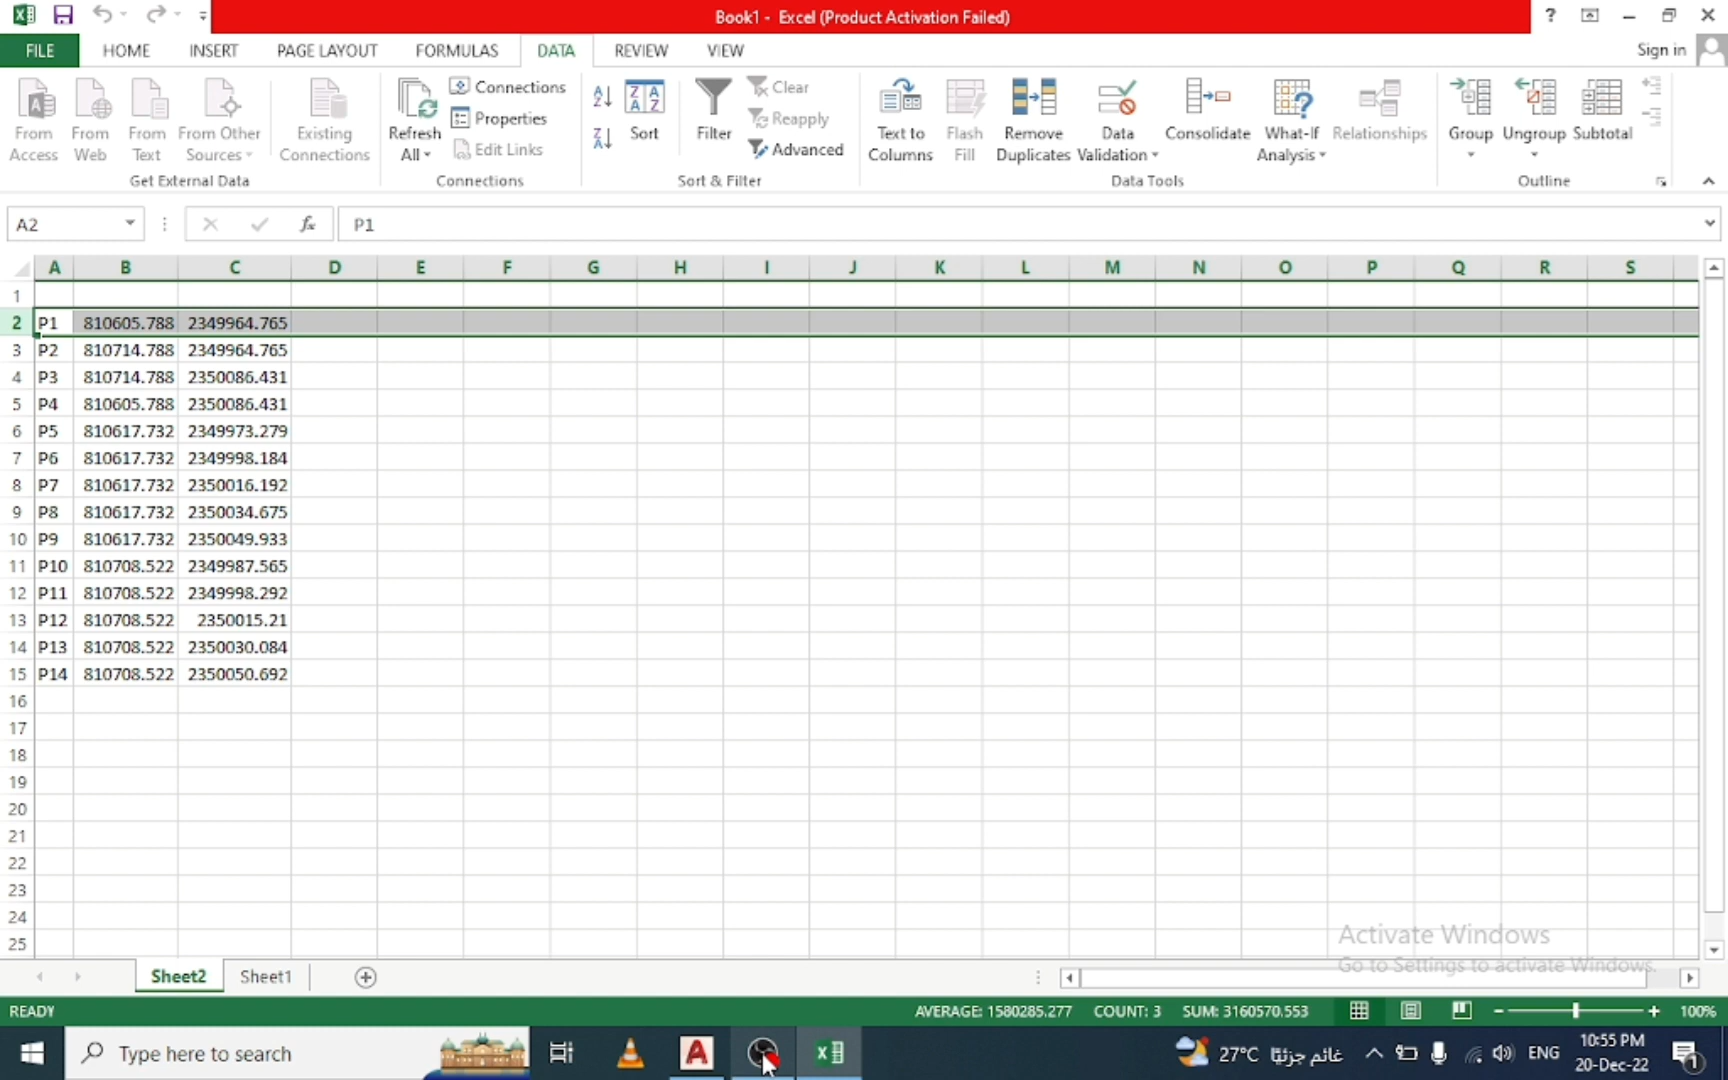 Book1 - Excel (Product Activation Failed)
?
FILE HOME INSERT PAGE LAYOUT FORMULAS DATA REVIEW VIEW Sign in
From Access
From Web
From Text
From Other Sources
Existing Connections
Get External Data
Refresh All
Connections
Properties
Edit Links
Connections
Sort
Filter
Clear
Reapply
Advanced
Sort & Filter
Text to Columns
Flash Fill
Remove Duplicates
Data Validation
Consolidate
What-If Analysis
Relationships
Data Tools
Group
Ungroup
Subtotal
Outline
A2 fx P1
A B C D E F G H I J K L M N O P Q R S
1
2 P1 810605.788 2349964.765
3 P2 810714.788 2349964.765
4 P3 810714.788 2350086.431
5 P4 810605.788 2350086.431
6 P5 810617.732 2349973.279
7 P6 810617.732 2349998.184
8 P7 810617.732 2350016.192
9 P8 810617.732 2350034.675
10 P9 810617.732 2350049.933
11 P10 810708.522 2349987.565
12 P11 810708.522 2349998.292
13 P12 810708.522 2350015.21
14 P13 810708.522 2350030.084
15 P14 810708.522 2350050.692
16
17
18
19
20
21
22
23
24
25
Activate Windows
Go to Settings to activate Windows.
Sheet2 Sheet1
READY AVERAGE: 1580285.277 COUNT: 3 SUM: 3160570.553 100%
Type here to search
27°C غائم جزئيًا ENG 10:55 PM
20-Dec-22
1